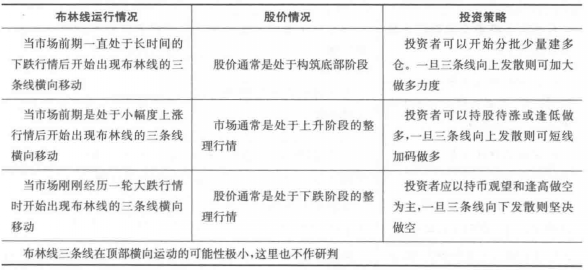 布林线运行情况
股价情况
投资策略
当市场前期一直处于长时间的
下跌行情后开始出现布林线的三
条线横向移动
股价通常是处于构筑底部阶段
投资者可以开始分批少量建多
仓。一旦三条线向上发散则可加大
做多力度
当市场前期是处于小幅度上涨
行情后开始出现布林线的三条线
横向移动
市场通常是处于上升阶段的整
理行情
投资者可以持股待涨或逢低做
多,一旦三条线向上发散则可短线
加码做多
当市场刚刚经历一轮大跌行情
时开始出现布林线的三条线横向
移动
股价通常是处于下跌阶段的整
理行情
投资者应以持币观望和逢高做空
为主,一旦三条线向下发散则坚决
做空
布林线三条线在顶部横向运动的可能性极小,这里也不作研判